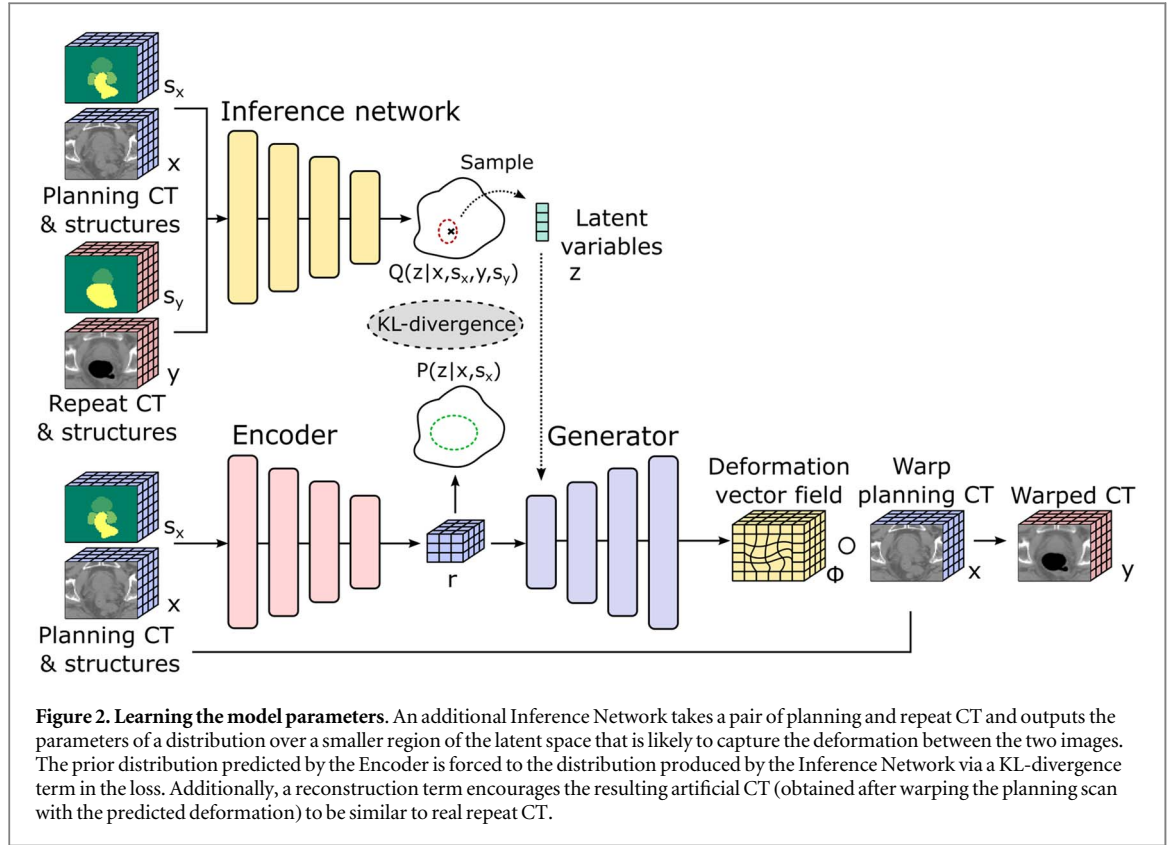 s_x
x
Planning CT
& structures
s_y
y
Repeat CT
& structures
Inference network
Sample
Latent
variables
z
Q(z|x,s_x,y,s_y)
KL-divergence
P(z|x,s_x)
Encoder
Generator
s_x
x
Planning CT
& structures
r
Deformation
vector field
Φ
Warp
planning CT
x
Warped CT
y
Figure 2. Learning the model parameters. An additional Inference Network takes a pair of planning and repeat CT and outputs the
parameters of a distribution over a smaller region of the latent space that is likely to capture the deformation between the two images.
The prior distribution predicted by the Encoder is forced to the distribution produced by the Inference Network via a KL-divergence
term in the loss. Additionally, a reconstruction term encourages the resulting artificial CT (obtained after warping the planning scan
with the predicted deformation) to be similar to real repeat CT.